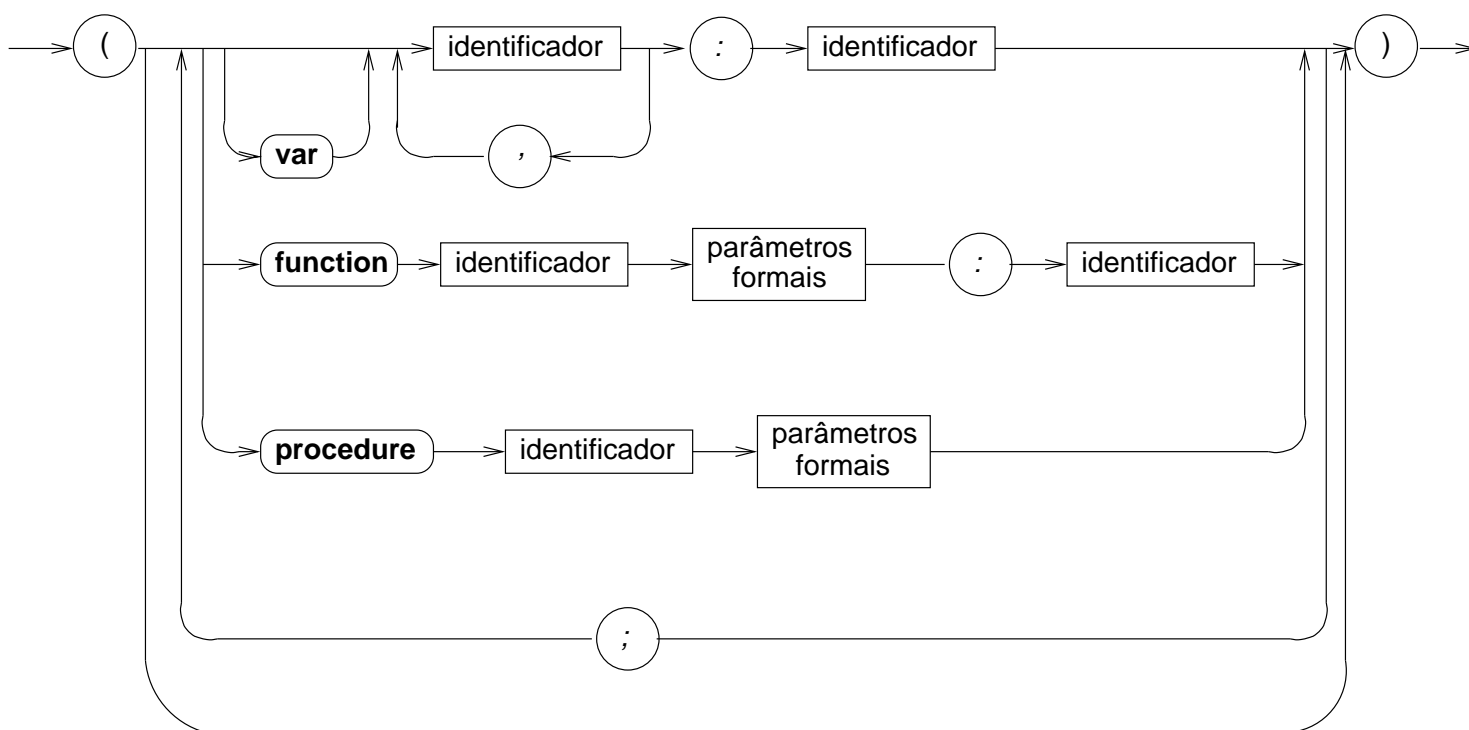 ( identificador : identificador )
var ,
function identificador parâmetros formais : identificador
procedure identificador parâmetros formais
;